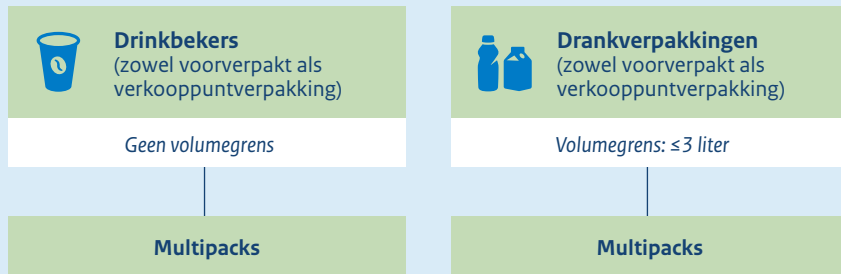 Drinkbekers
(zowel voorverpakt als
verkooppuntverpakking)
Geen volumegrens
Multipacks
Drankverpakkingen
(zowel voorverpakt als
verkooppuntverpakking)
Volumegrens: ≤3 liter
Multipacks